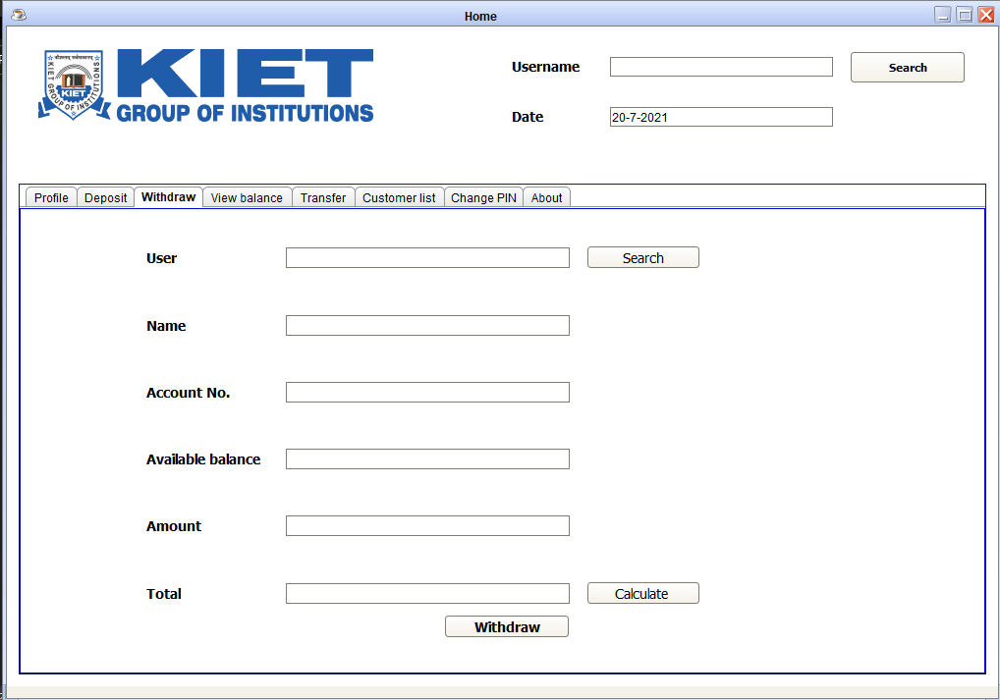 Home
KIET
GROUP OF INSTITUTIONS
KIET GROUP OF INSTITUTIONS
KIET
Username
Search
Date
20-7-2021
Profile Deposit Withdraw View balance Transfer Customer list Change PIN About
User
Search
Name
Account No.
Available balance
Amount
Total
Calculate
Withdraw